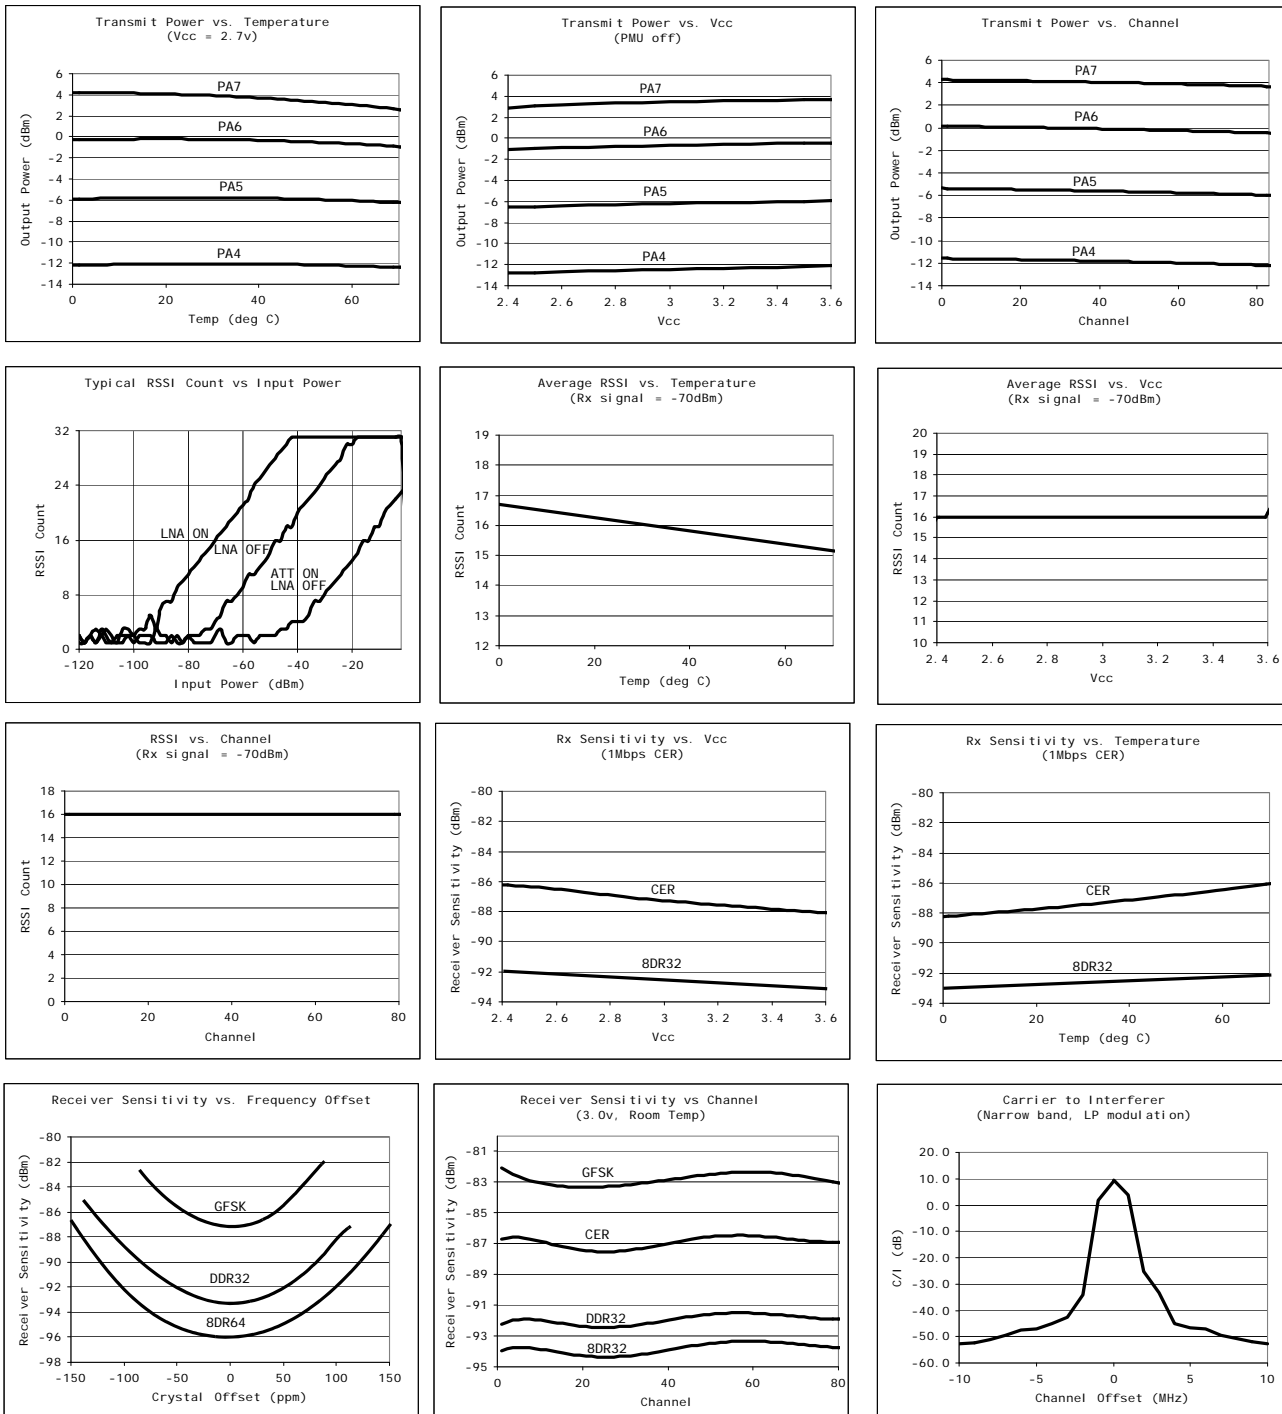 Transmit Power vs. Temperature
(Vcc = 2.7v)
Output Power (dBm)
6
4
2
0
-2
-4
-6
-8
-10
-12
-14
PA7
PA6
PA5
PA4
0 20 40 60
Temp (deg C)
Transmit Power vs. Vcc
(PMU off)
Output Power (dBm)
6
4
2
0
-2
-4
-6
-8
-10
-12
-14
PA7
PA6
PA5
PA4
2.4 2.6 2.8 3 3.2 3.4 3.6
Vcc
Transmit Power vs. Channel
Output Power (dBm)
6
4
2
0
-2
-4
-6
-8
-10
-12
-14
PA7
PA6
PA5
PA4
0 20 40 60 80
Channel
Typical RSSI Count vs Input Power
RSSI Count
32
24
16
8
0
LNA ON
LNA OFF
ATT ON
LNA OFF
-120 -100 -80 -60 -40 -20
Input Power (dBm)
Average RSSI vs. Temperature
(Rx signal = -70dBm)
RSSI Count
19
18
17
16
15
14
13
12
0 20 40 60
Temp (deg C)
Average RSSI vs. Vcc
(Rx signal = -70dBm)
RSSI Count
20
19
18
17
16
15
14
13
12
11
10
2.4 2.6 2.8 3 3.2 3.4 3.6
Vcc
RSSI vs. Channel
(Rx signal = -70dBm)
RSSI Count
18
16
14
12
10
8
6
4
2
0
0 20 40 60 80
Channel
Rx Sensitivity vs. Vcc
(1Mbps CER)
Receiver Sensitivity (dBm)
-80
-82
-84
-86
-88
-90
-92
-94
CER
8DR32
2.4 2.6 2.8 3 3.2 3.4 3.6
Vcc
Rx Sensitivity vs. Temperature
(1Mbps CER)
Receiver Sensitivity (dBm)
-80
-82
-84
-86
-88
-90
-92
-94
CER
8DR32
0 20 40 60
Temp (deg C)
Receiver Sensitivity vs. Frequency Offset
Receiver Sensitivity (dBm)
-80
-82
-84
-86
-88
-90
-92
-94
-96
-98
GFSK
DDR32
8DR64
-150 -100 -50 0 50 100 150
Crystal Offset (ppm)
Receiver Sensitivity vs Channel
(3.0v, Room Temp)
Receiver Sensitivity (dBm)
-81
-83
-85
-87
-89
-91
-93
-95
GFSK
CER
DDR32
8DR32
0 20 40 60 80
Channel
Carrier to Interferer
(Narrow band, LP modulation)
C/I (dB)
20.0
10.0
0.0
-10.0
-20.0
-30.0
-40.0
-50.0
-60.0
-10 -5 0 5 10
Channel Offset (MHz)